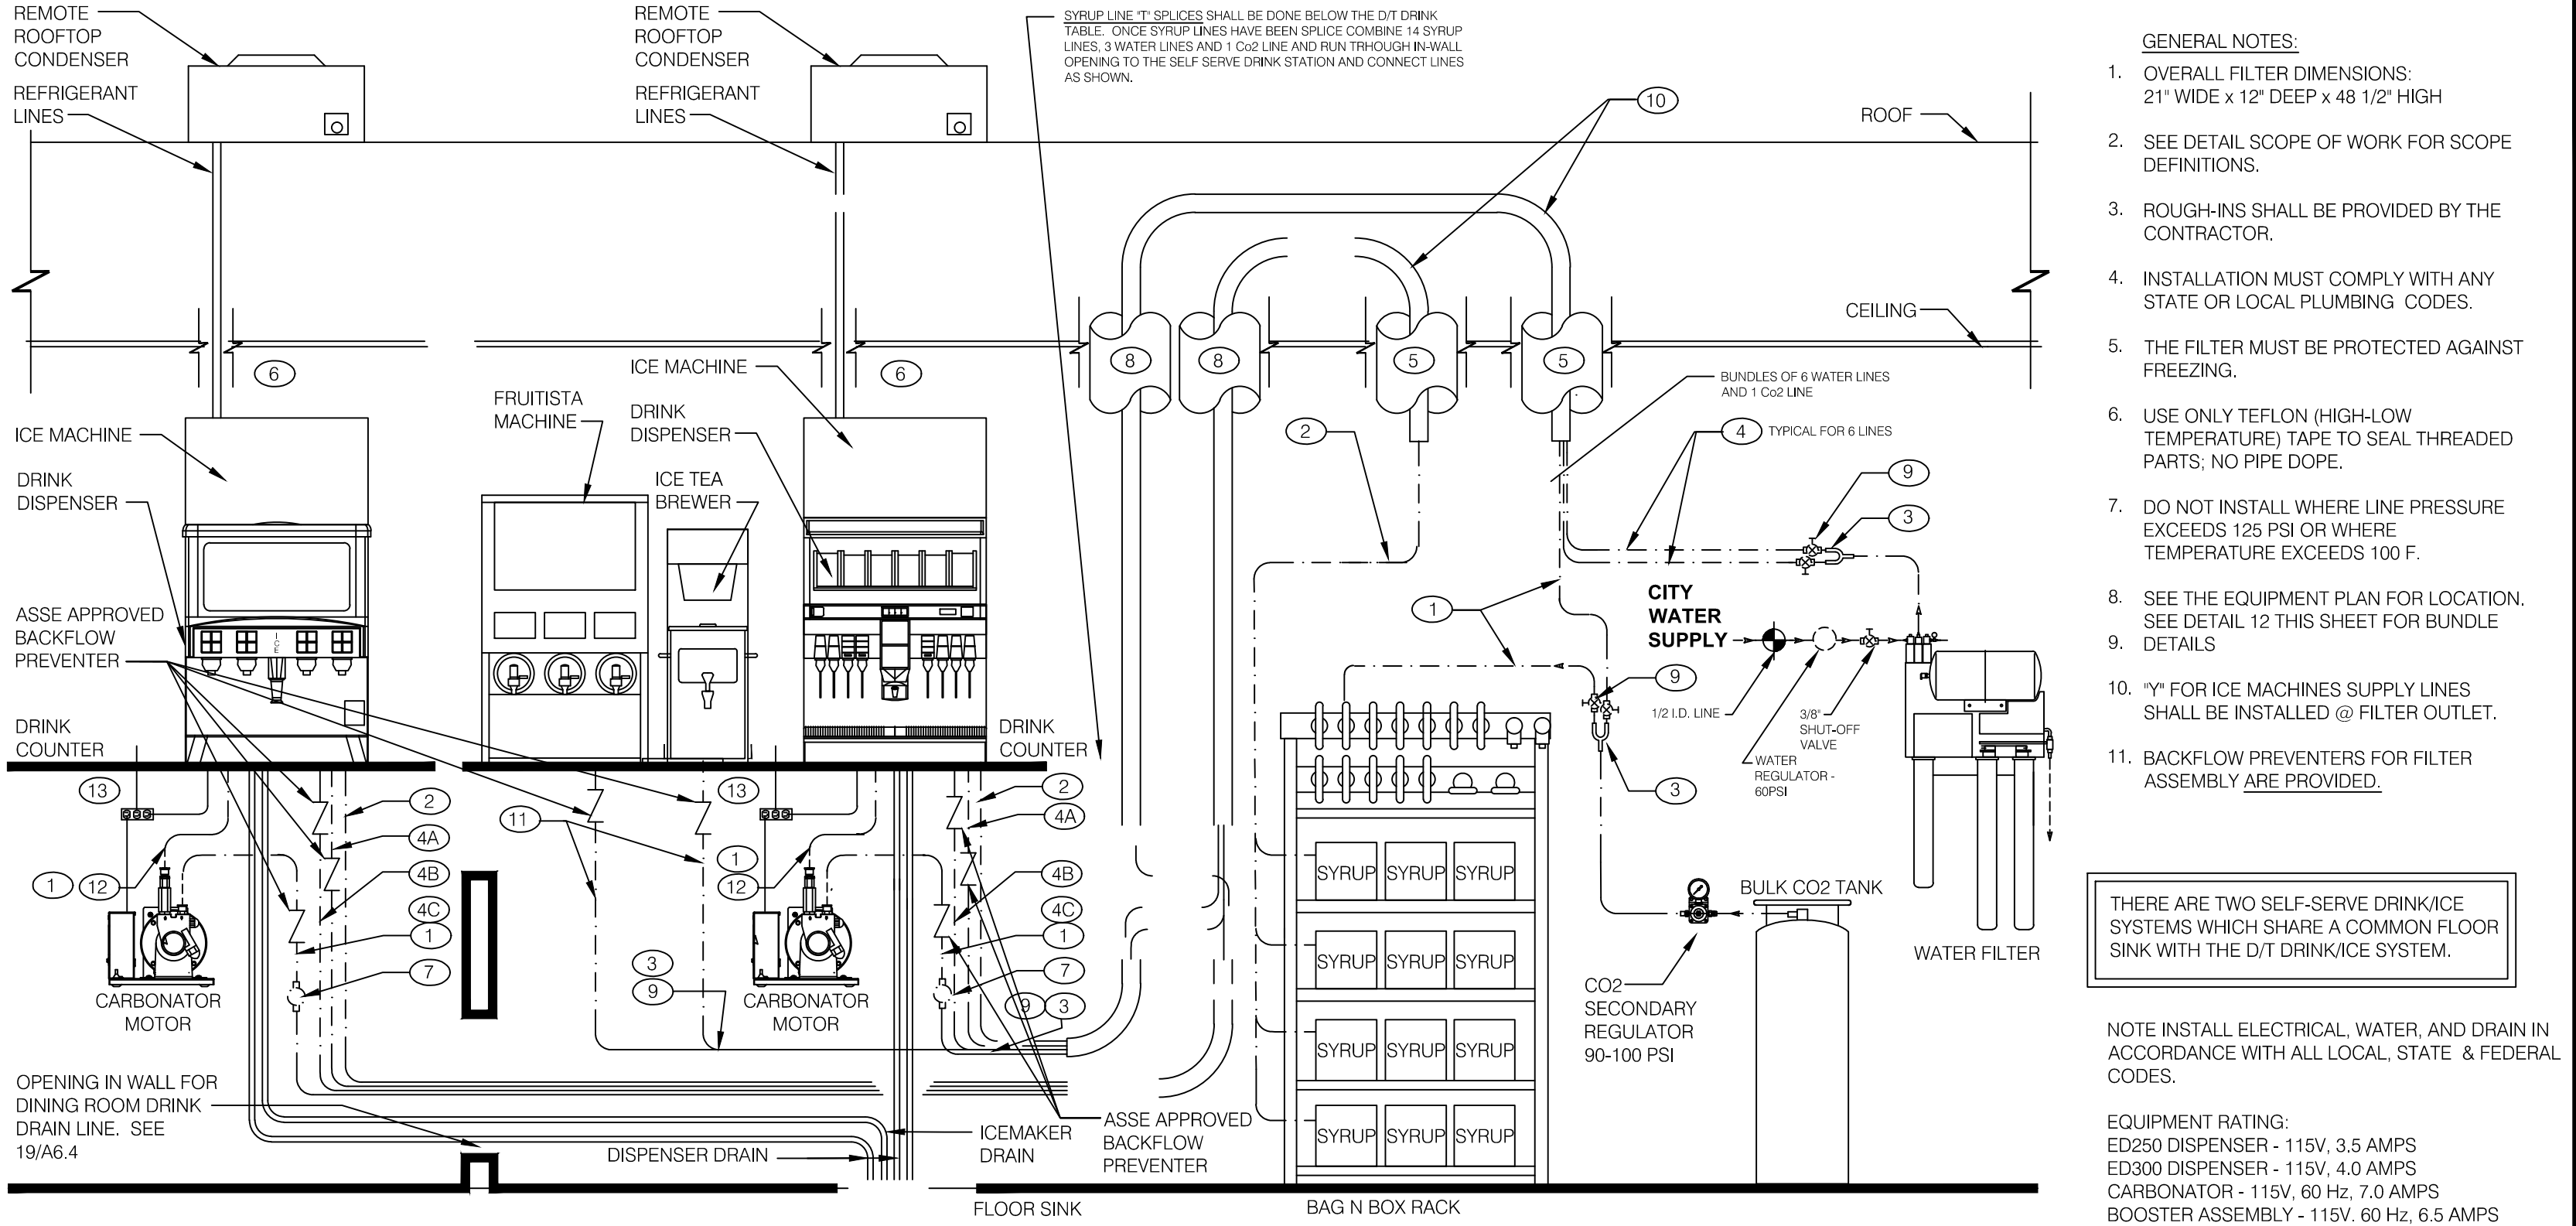 REMOTE
ROOFTOP
CONDENSER
REFRIGERANT
LINES
REMOTE
ROOFTOP
CONDENSER
REFRIGERANT
LINES
SYRUP LINE "T" SPLICES SHALL BE DONE BELOW THE D/T DRINK
TABLE. ONCE SYRUP LINES HAVE BEEN SPLICE COMBINE 14 SYRUP
LINES, 3 WATER LINES AND 1 Co2 LINE AND RUN TRHOUGH IN-WALL
OPENING TO THE SELF SERVE DRINK STATION AND CONNECT LINES
AS SHOWN.
10
ROOF
CEILING
8
8
5
5
6
6
ICE MACHINE
DRINK
DISPENSER
ASSE APPROVED
BACKFLOW
PREVENTER
DRINK
COUNTER
ICE
FRUITISTA
MACHINE
ICE MACHINE
DRINK
DISPENSER
ICE TEA
BREWER
DRINK
COUNTER
BUNDLES OF 6 WATER LINES
AND 1 Co2 LINE
2
4
TYPICAL FOR 6 LINES
9
3
1
CITY
WATER
SUPPLY
9
1/2 I.D. LINE
3/8"
SHUT-OFF
VALVE
WATER
REGULATOR -
60PSI
3
13
2
4A
1
12
4B
4C
1
7
CARBONATOR
MOTOR
11
13
1
12
3
9
CARBONATOR
MOTOR
2
4A
4B
4C
1
7
9
3
SYRUP SYRUP SYRUP
SYRUP SYRUP SYRUP
SYRUP SYRUP SYRUP
SYRUP SYRUP SYRUP
BULK CO2 TANK
WATER FILTER
CO2
SECONDARY
REGULATOR
90-100 PSI
OPENING IN WALL FOR
DINING ROOM DRINK
DRAIN LINE. SEE
19/A6.4
DISPENSER DRAIN
ICEMAKER
DRAIN
ASSE APPROVED
BACKFLOW
PREVENTER
FLOOR SINK
BAG N BOX RACK
GENERAL NOTES:
1. OVERALL FILTER DIMENSIONS:
21" WIDE x 12" DEEP x 48 1/2" HIGH
2. SEE DETAIL SCOPE OF WORK FOR SCOPE
DEFINITIONS.
3. ROUGH-INS SHALL BE PROVIDED BY THE
CONTRACTOR.
4. INSTALLATION MUST COMPLY WITH ANY
STATE OR LOCAL PLUMBING CODES.
5. THE FILTER MUST BE PROTECTED AGAINST
FREEZING.
6. USE ONLY TEFLON (HIGH-LOW
TEMPERATURE) TAPE TO SEAL THREADED
PARTS; NO PIPE DOPE.
7. DO NOT INSTALL WHERE LINE PRESSURE
EXCEEDS 125 PSI OR WHERE
TEMPERATURE EXCEEDS 100 F.
8. SEE THE EQUIPMENT PLAN FOR LOCATION.
SEE DETAIL 12 THIS SHEET FOR BUNDLE
9. DETAILS
10. "Y" FOR ICE MACHINES SUPPLY LINES
SHALL BE INSTALLED @ FILTER OUTLET.
11. BACKFLOW PREVENTERS FOR FILTER
ASSEMBLY ARE PROVIDED.
THERE ARE TWO SELF-SERVE DRINK/ICE
SYSTEMS WHICH SHARE A COMMON FLOOR
SINK WITH THE D/T DRINK/ICE SYSTEM.
NOTE INSTALL ELECTRICAL, WATER, AND DRAIN IN
ACCORDANCE WITH ALL LOCAL, STATE & FEDERAL
CODES.
EQUIPMENT RATING:
ED250 DISPENSER - 115V, 3.5 AMPS
ED300 DISPENSER - 115V, 4.0 AMPS
CARBONATOR - 115V, 60 Hz, 7.0 AMPS
BOOSTER ASSEMBLY - 115V. 60 Hz, 6.5 AMPS